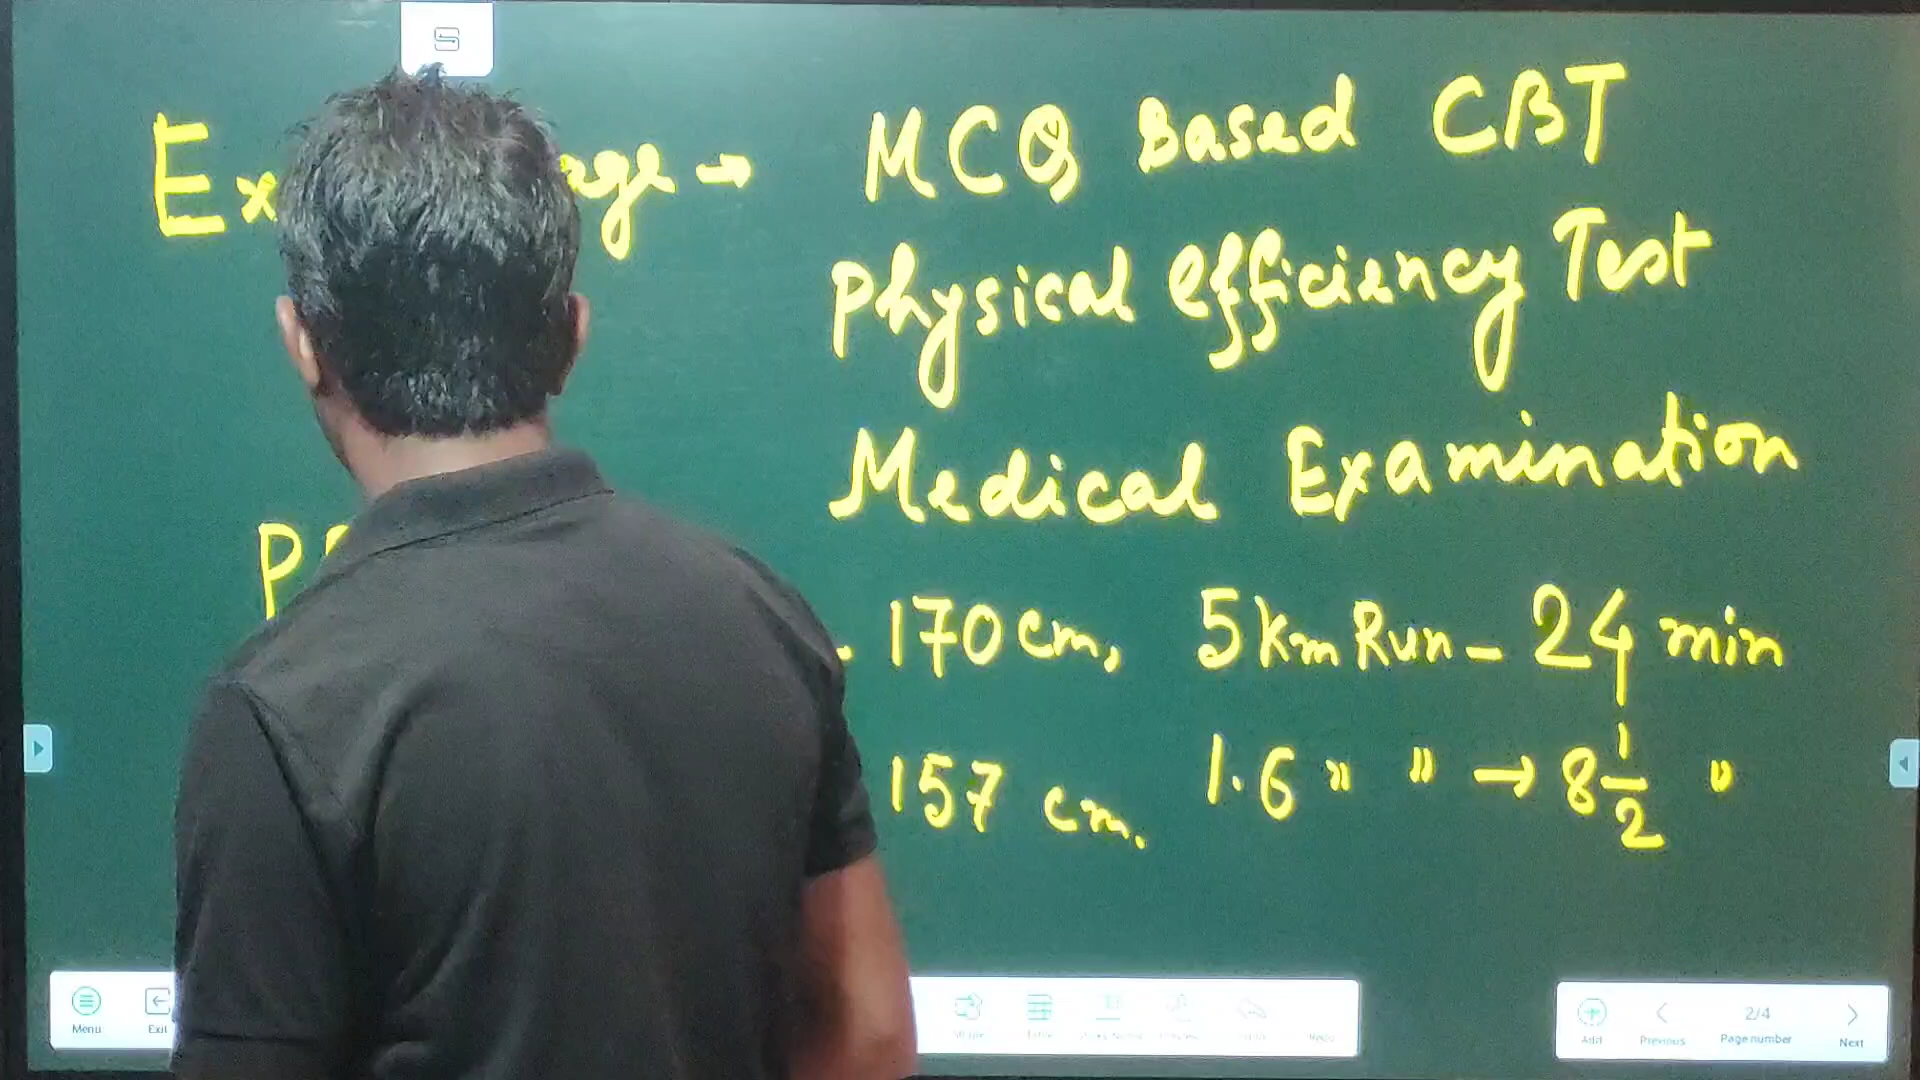 MCQ Based CBT
Physical efficiency Test
Medical Examination
170 cm, 5 Km Run - 24 min
157 cm. 1.6 " " → 8 1/2 "
Menu Exit
Add Previous 2/4 Page number Next